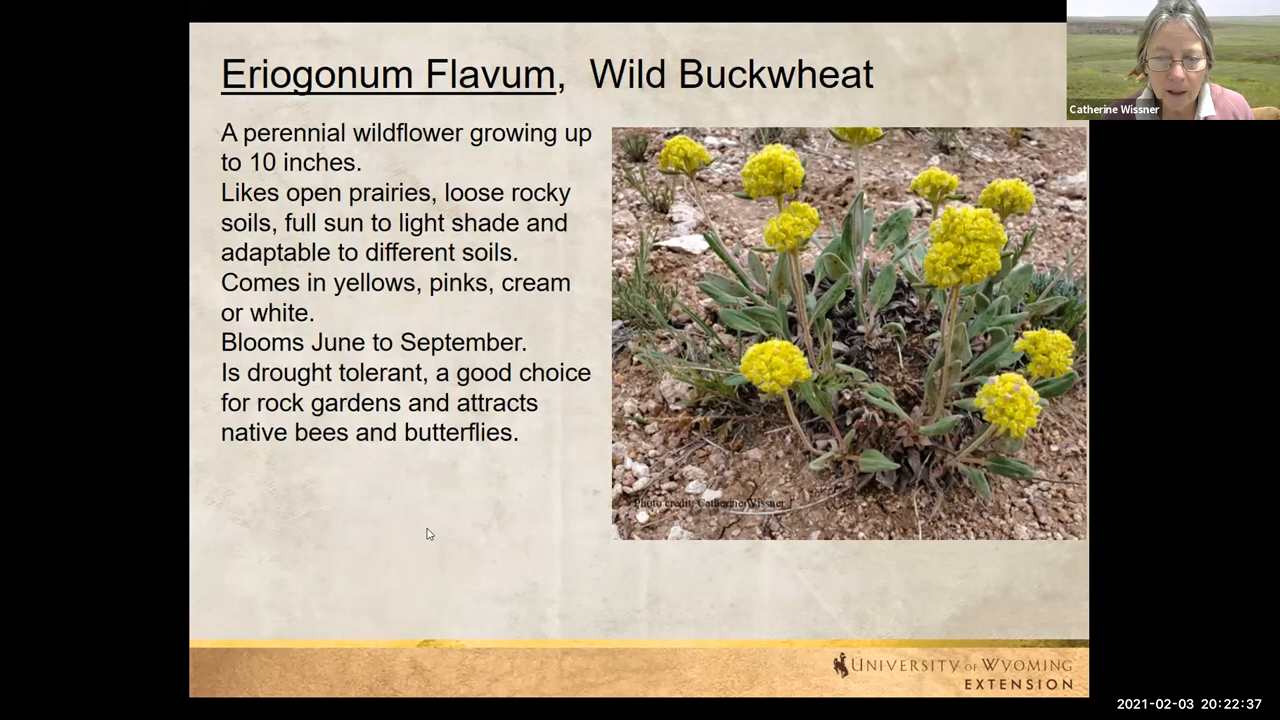 Eriogonum Flavum, Wild Buckwheat
Catherine Wissner
A perennial wildflower growing up
to 10 inches.
Likes open prairies, loose rocky
soils, full sun to light shade and
adaptable to different soils.
Comes in yellows, pinks, cream
or white.
Blooms June to September.
Is drought tolerant, a good choice
for rock gardens and attracts
native bees and butterflies.
Photo credit: Catherine Wissner
UNIVERSITY OF WYOMING
EXTENSION
2021-02-03 20:22:37